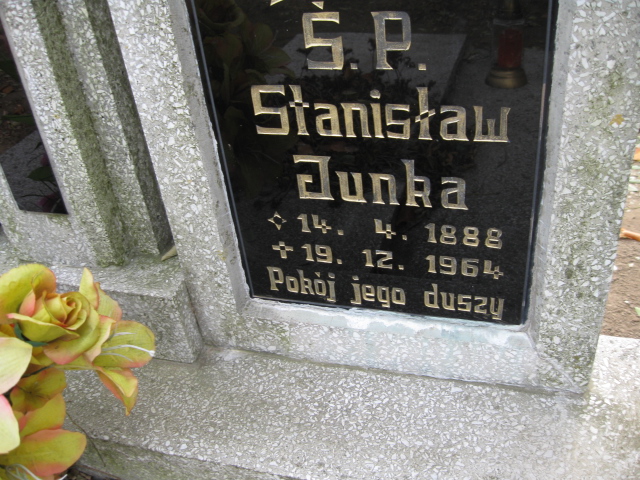 Ś.P.
Stanisław
Junka
✧ 14. 4. 1888
✢ 19. 12. 1964
Pokój jego duszy